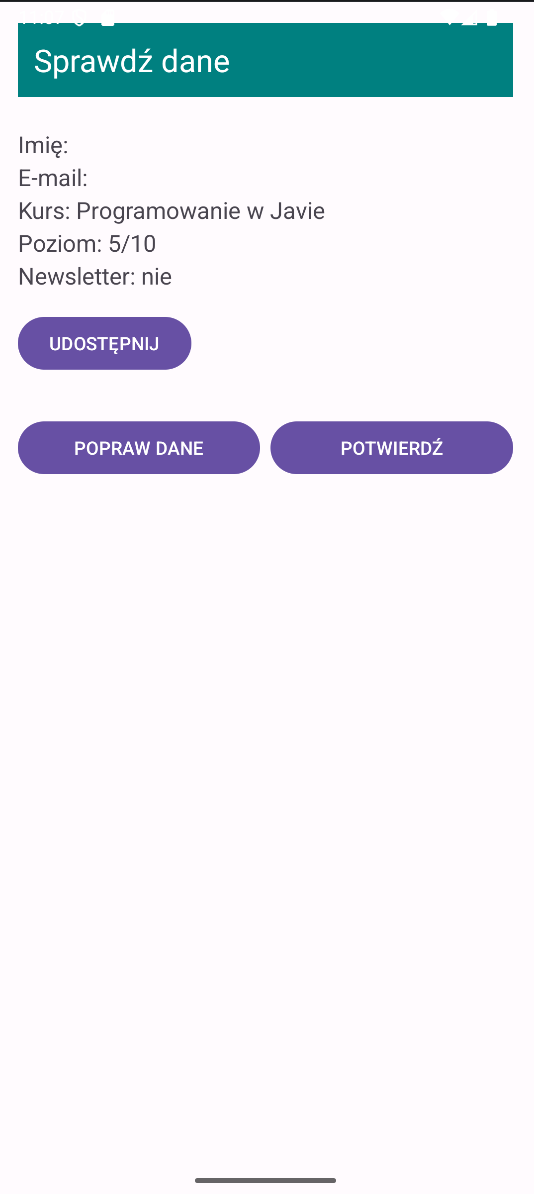 Sprawdź dane
Imię:
E-mail:
Kurs: Programowanie w Javie
Poziom: 5/10
Newsletter: nie
UDOSTĘPNIJ
POPRAW DANE
POTWIERDŹ